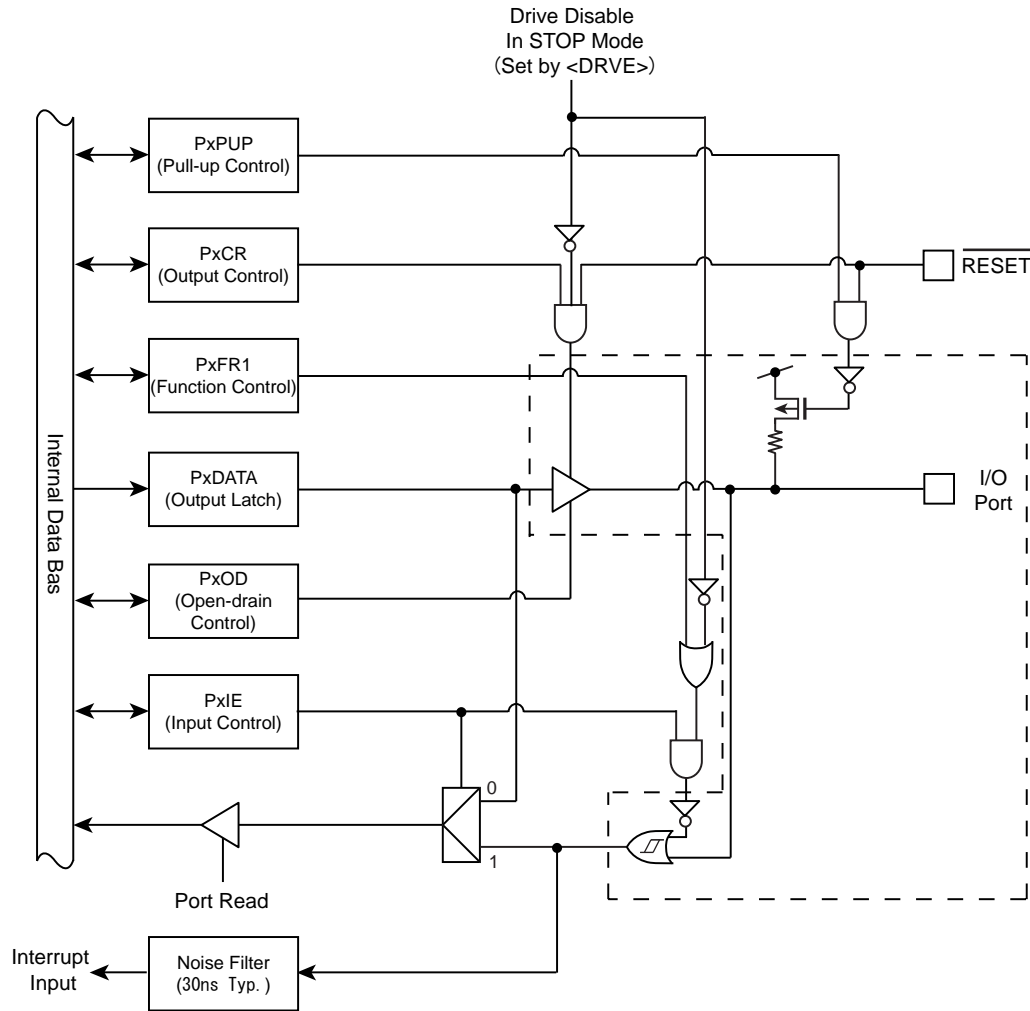 Drive Disable
In STOP Mode
(Set by <DRVE>)
PxPUP
(Pull-up Control)
PxCR
(Output Control)
RESET
PxFR1
(Function Control)
Internal Data Bas
PxDATA
(Output Latch)
I/O
Port
PxOD
(Open-drain
Control)
PxIE
(Input Control)
0
1
Port Read
Interrupt
Input
Noise Filter
(30ns Typ.)